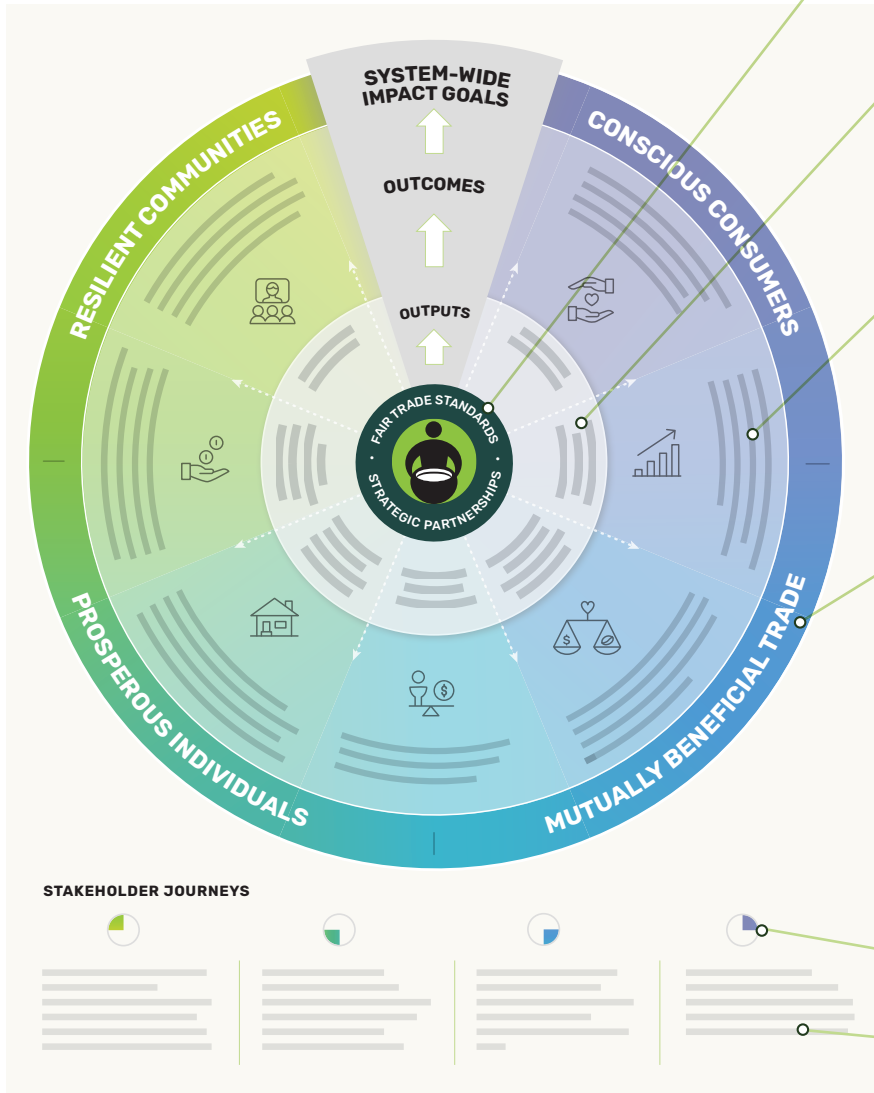 SYSTEM-WIDE
IMPACT GOALS
OUTCOMES
OUTPUTS
RESILIENT COMMUNITIES
CONSCIOUS CONSUMERS
FAIR TRADE STANDARDS
STRATEGIC PARTNERSHIPS
$
$
PROSPEROUS INDIVIDUALS
MUTUALLY BENEFICIAL TRADE
STAKEHOLDER JOURNEYS